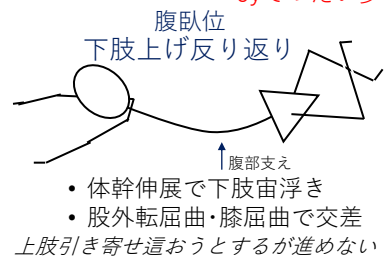 腹臥位
下肢上げ反り返り
腹部支え
• 体幹伸展で下肢宙浮き
• 股外転屈曲・膝屈曲で交差
上肢引き寄せ這おうとするが進めない